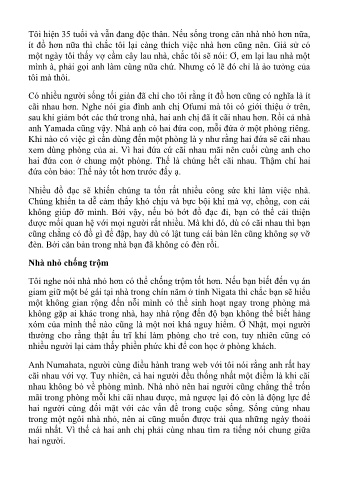 Tôi hiện 35 tuổi và vẫn đang độc thân. Nếu sống trong căn nhà nhỏ hơn nữa,
ít đồ hơn nữa thì chắc tôi lại càng thích việc nhà hơn cũng nên. Giả sử có
một ngày tôi thấy vợ cầm cây lau nhà, chắc tôi sẽ nói: Ơ, em lại lau nhà một
mình à, phải gọi anh làm cùng nữa chứ. Nhưng có lẽ đó chỉ là ảo tưởng của
tôi mà thôi.
Có nhiều người sống tối giản đã chỉ cho tôi rằng ít đồ hơn cũng có nghĩa là ít
cãi nhau hơn. Nghe nói gia đình anh chị Ofumi mà tôi có giới thiệu ở trên,
sau khi giảm bớt các thứ trong nhà, hai anh chị đã ít cãi nhau hơn. Rồi cả nhà
anh Yamada cũng vậy. Nhà anh có hai đứa con, mỗi đứa ở một phòng riêng.
Khi nào có việc gì cần dùng đến một phòng là y như rằng hai đứa sẽ cãi nhau
xem dùng phòng của ai. Vì hai đứa cứ cãi nhau mãi nên cuối cùng anh cho
hai đứa con ở chung một phòng. Thế là chúng hết cãi nhau. Thậm chí hai
đứa còn bảo: Thế này tốt hơn trước đấy ạ.
Nhiều đồ đạc sẽ khiến chúng ta tốn rất nhiều công sức khi làm việc nhà.
Chúng khiến ta dễ cảm thấy khó chịu và bực bội khi mà vợ, chồng, con cái
không giúp đỡ mình. Bởi vậy, nếu bỏ bớt đồ đạc đi, bạn có thể cải thiện
được mối quan hệ với mọi người rất nhiều. Mà khi đó, dù có cãi nhau thì bạn
cũng chẳng có đồ gì để đập, hay dù có lật tung cái bàn lên cũng không sợ vỡ
đèn. Bởi căn bản trong nhà bạn đã không có đèn rồi.
Nhà nhỏ chống trộm
Tôi nghe nói nhà nhỏ hơn có thể chống trộm tốt hơn. Nếu bạn biết đến vụ án
giam giữ một bé gái tại nhà trong chín năm ở tỉnh Nigata thì chắc bạn sẽ hiểu
một không gian rộng đến nỗi mình có thể sinh hoạt ngay trong phòng mà
không gặp ai khác trong nhà, hay nhà rộng đến độ bạn không thể biết hàng
xóm của mình thế nào cũng là một nơi khá nguy hiểm. Ở Nhật, mọi người
thường cho rằng thật ấu trĩ khi làm phòng cho trẻ con, tuy nhiên cũng có
nhiều người lại cảm thấy phiền phức khi để con học ở phòng khách.
Anh Numahata, người cùng điều hành trang web với tôi nói rằng anh rất hay
cãi nhau với vợ. Tuy nhiên, cả hai người đều thống nhất một điểm là khi cãi
nhau không bỏ về phòng mình. Nhà nhỏ nên hai người cũng chẳng thể trốn
mãi trong phòng mỗi khi cãi nhau được, mà ngược lại đó còn là động lực để
hai người cùng đối mặt với các vấn đề trong cuộc sống. Sống cùng nhau
trong một ngôi nhà nhỏ, nên ai cũng muốn được trải qua những ngày thoải
mái nhất. Vì thế cả hai anh chị phải cùng nhau tìm ra tiếng nói chung giữa
hai người.